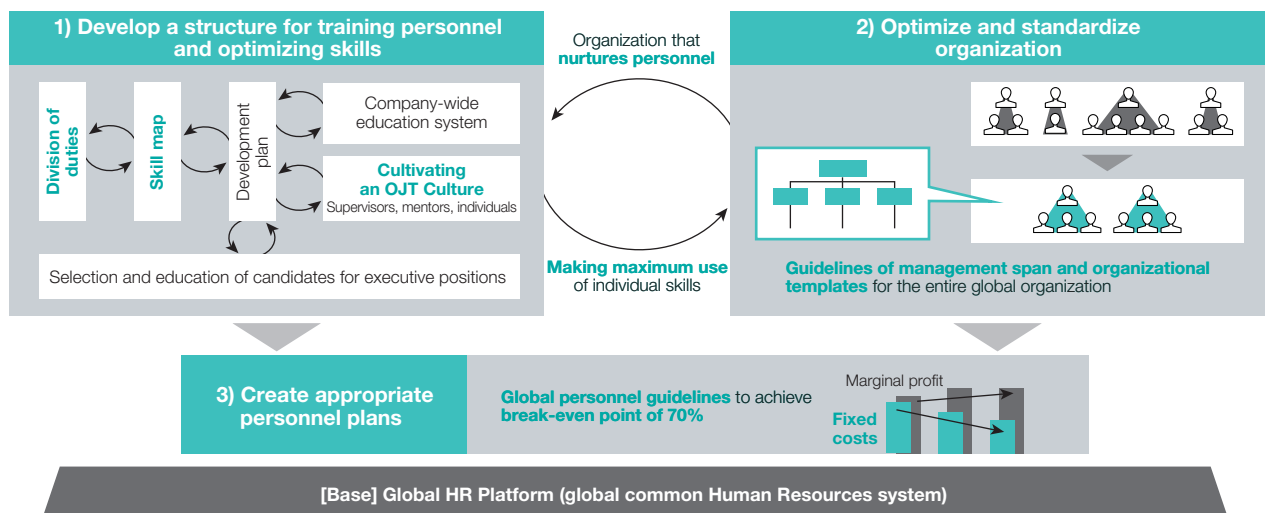 1) Develop a structure for training personnel
and optimizing skills
Division of
duties
Skill map
Development
plan
Company-wide
education system
Cultivating
an OJT Culture
Supervisors, mentors, individuals
Selection and education of candidates for executive positions
Organization that
nurtures personnel
Making maximum use
of individual skills
2) Optimize and standardize
organization
Guidelines of management span and organizational
templates for the entire global organization
3) Create appropriate
personnel plans
Global personnel guidelines to achieve
break-even point of 70%
Marginal profit
Fixed
costs
[Base] Global HR Platform (global common Human Resources system)